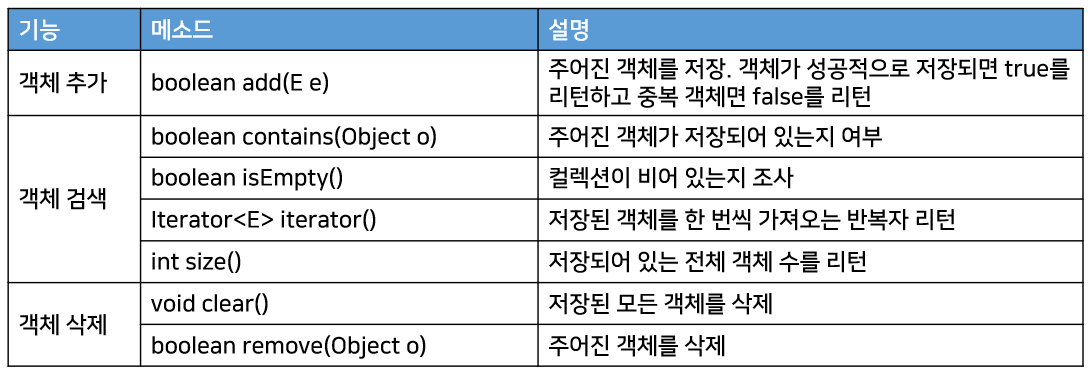 기능 메소드 설명
객체 추가 boolean add(E e) 주어진 객체를 저장. 객체가 성공적으로 저장되면 true를
리턴하고 중복 객체면 false를 리턴
객체 검색 boolean contains(Object o) 주어진 객체가 저장되어 있는지 여부
boolean isEmpty() 컬렉션이 비어 있는지 조사
Iterator<E> iterator() 저장된 객체를 한 번씩 가져오는 반복자 리턴
int size() 저장되어 있는 전체 객체 수를 리턴
객체 삭제 void clear() 저장된 모든 객체를 삭제
boolean remove(Object o) 주어진 객체를 삭제